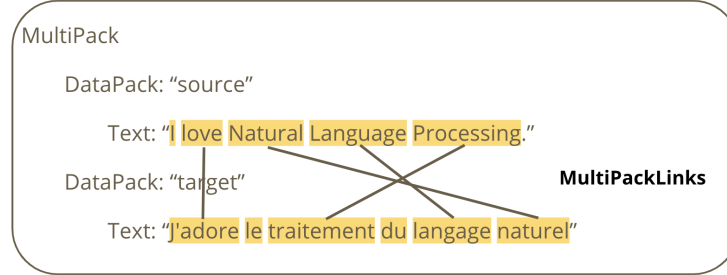 MultiPack
DataPack: “source”
Text: “I love Natural Language Processing.”
DataPack: “target”
MultiPackLinks
Text: “J'adore le traitement du langage naturel”